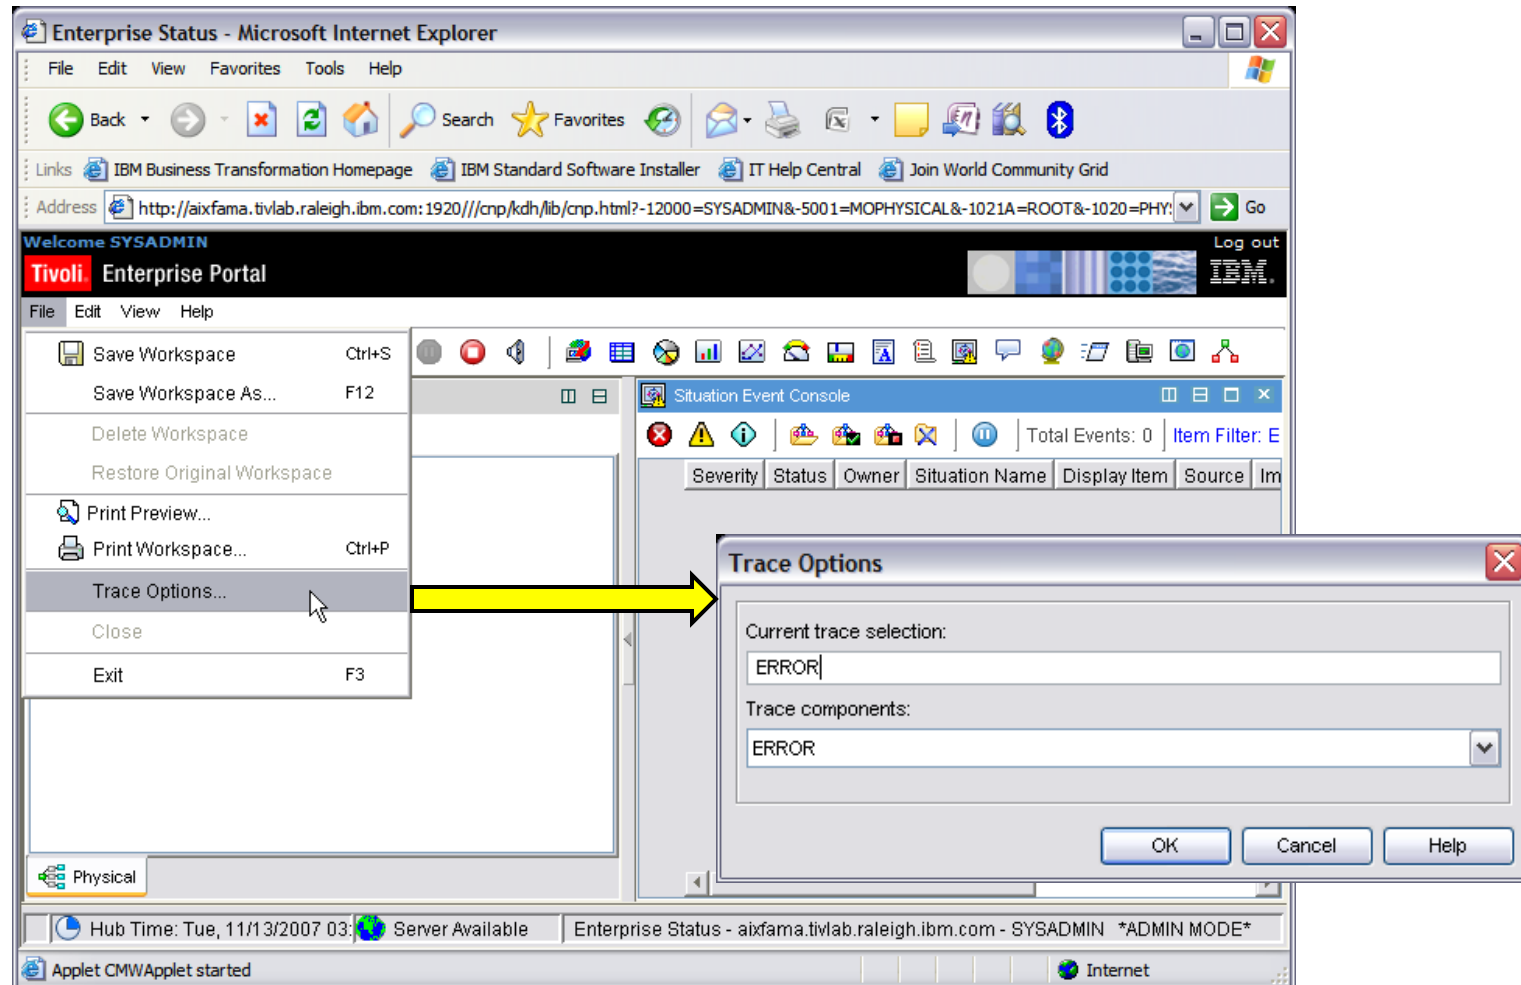 Enterprise Status - Microsoft Internet Explorer
File Edit View Favorites Tools Help
Back Search Favorites
Links IBM Business Transformation Homepage IBM Standard Software Installer IT Help Central Join World Community Grid
Address http://aixfama.tivlab.raleigh.ibm.com:1920///cnp/kdh/lib/cnp.html?-12000=SYSADMIN&-5001=MOPHYSICAL&-1021A=ROOT&-1020=PHY: Go
Welcome SYSADMIN Log out
Tivoli. Enterprise Portal IBM.
File Edit View Help
Save Workspace Ctrl+S
Save Workspace As... F12
Delete Workspace
Restore Original Workspace
Print Preview...
Print Workspace... Ctrl+P
Trace Options...
Close
Exit F3
Situation Event Console
Total Events: 0 Item Filter: E
Severity Status Owner Situation Name Display Item Source Im
Trace Options
Current trace selection:
ERROR
Trace components:
ERROR
OK Cancel Help
Physical
Hub Time: Tue, 11/13/2007 03: Server Available Enterprise Status - aixfama.tivlab.raleigh.ibm.com - SYSADMIN *ADMIN MODE*
Applet CMWApplet started Internet